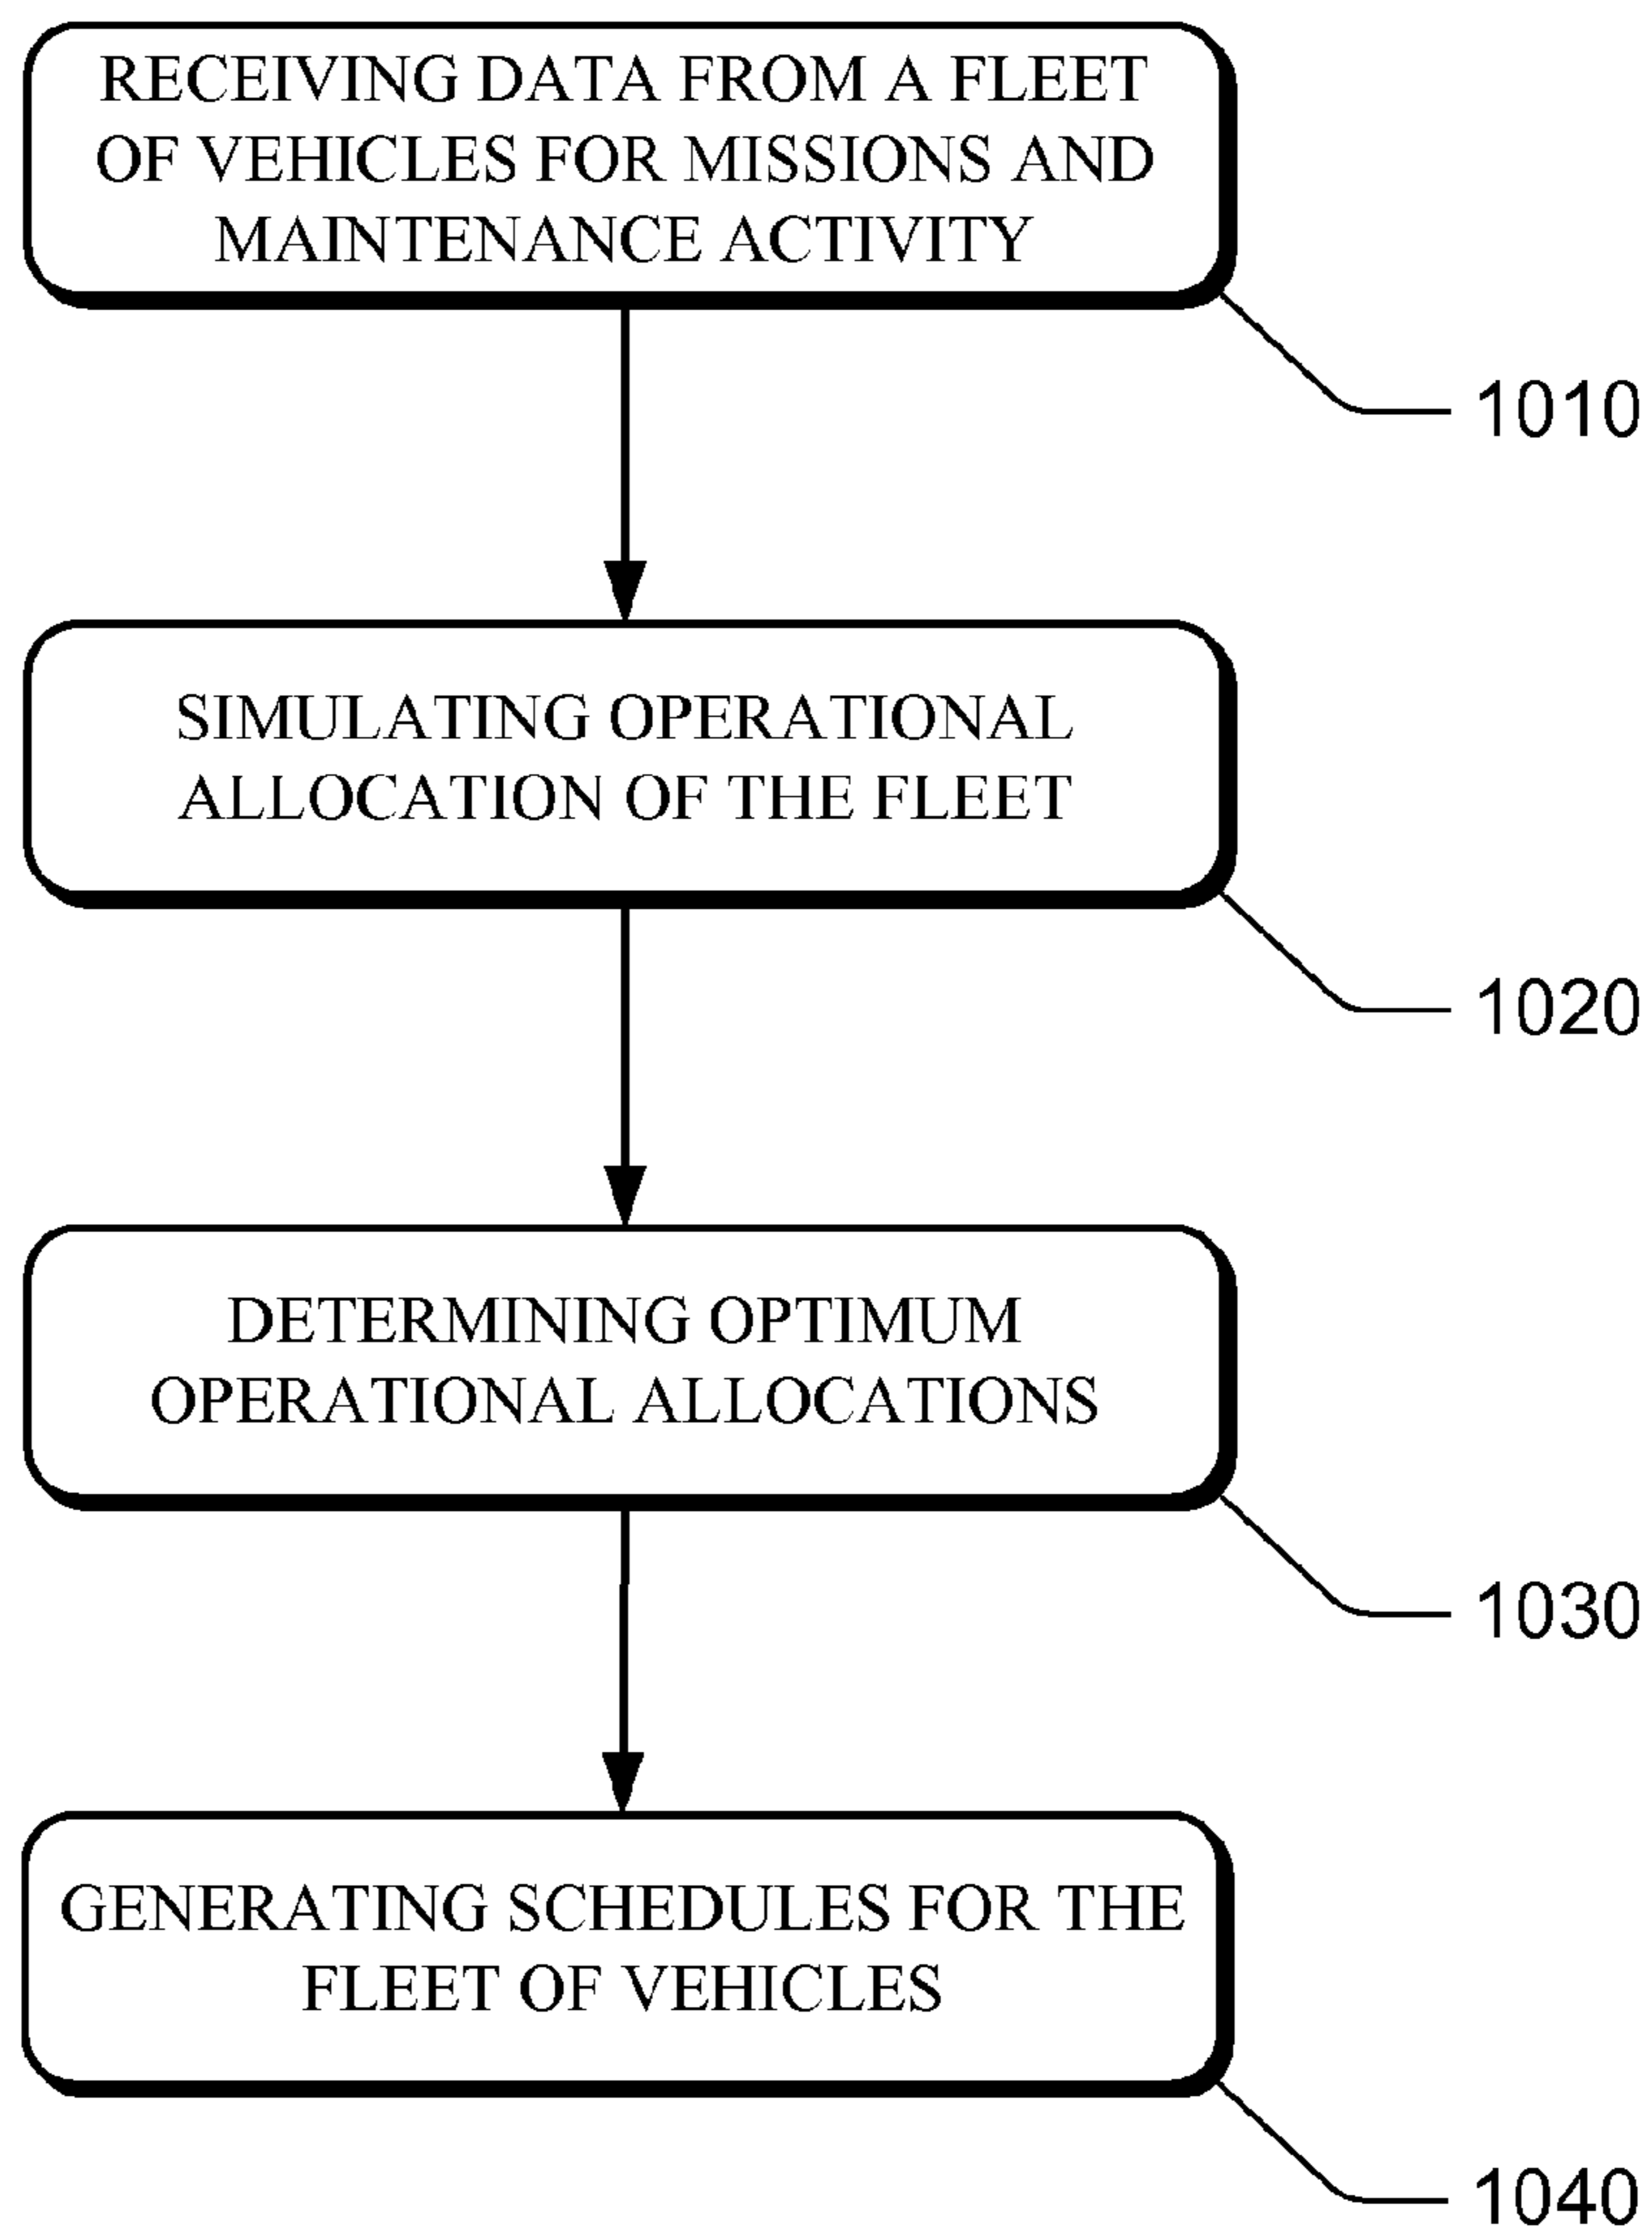 RECEIVING DATA FROM A FLEET
OF VEHICLES FOR MISSIONS AND
MAINTENANCE ACTIVITY
1010
SIMULATING OPERATIONAL
ALLOCATION OF THE FLEET
1020
DETERMINING OPTIMUM
OPERATIONAL ALLOCATIONS
1030
GENERATING SCHEDULES FOR THE
FLEET OF VEHICLES
1040